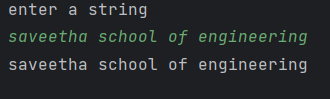 enter a string
saveetha school of engineering
saveetha school of engineering